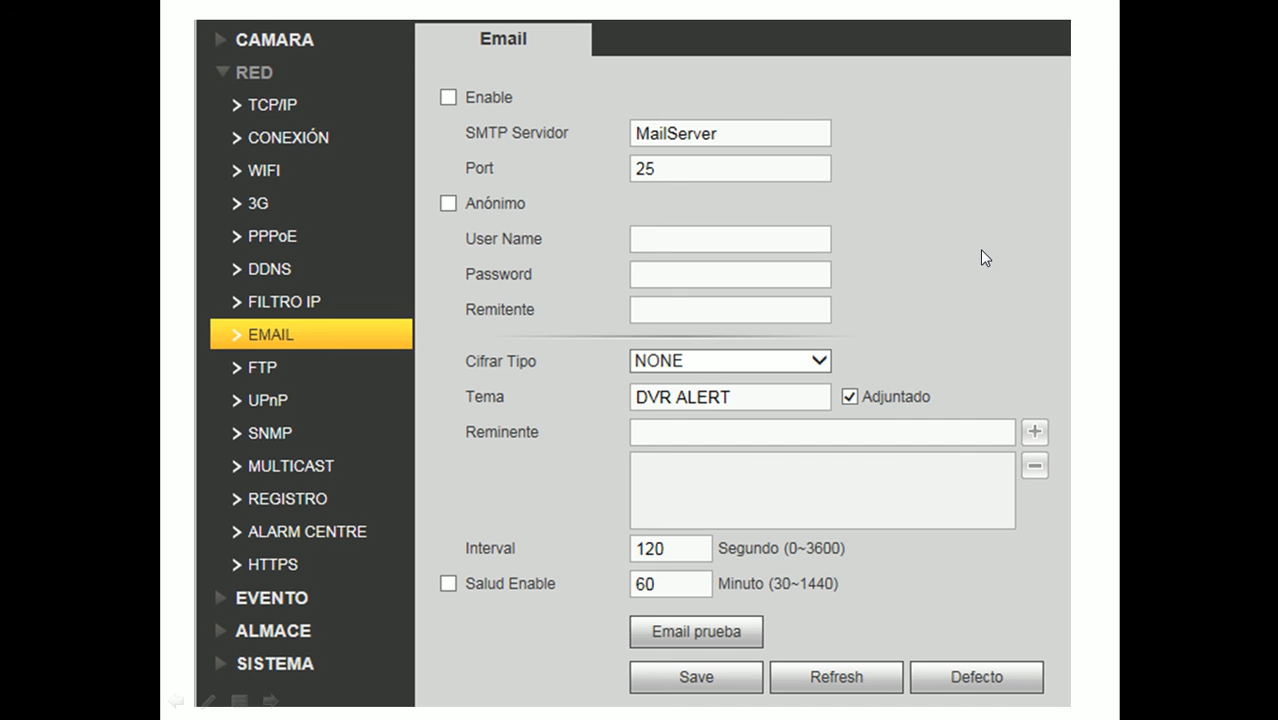 CAMARA
RED
TCP/IP
CONEXIÓN
WIFI
3G
PPPoE
DDNS
FILTRO IP
EMAIL
FTP
UPnP
SNMP
MULTICAST
REGISTRO
ALARM CENTRE
HTTPS
EVENTO
ALMACE
SISTEMA
Email
Enable
SMTP Servidor MailServer
Port 25
Anónimo
User Name
Password
Remitente
Cifrar Tipo NONE
Tema DVR ALERT Adjuntado
Reminente
Interval 120 Segundo (0~3600)
Salud Enable 60 Minuto (30~1440)
Email prueba
Save Refresh Defecto